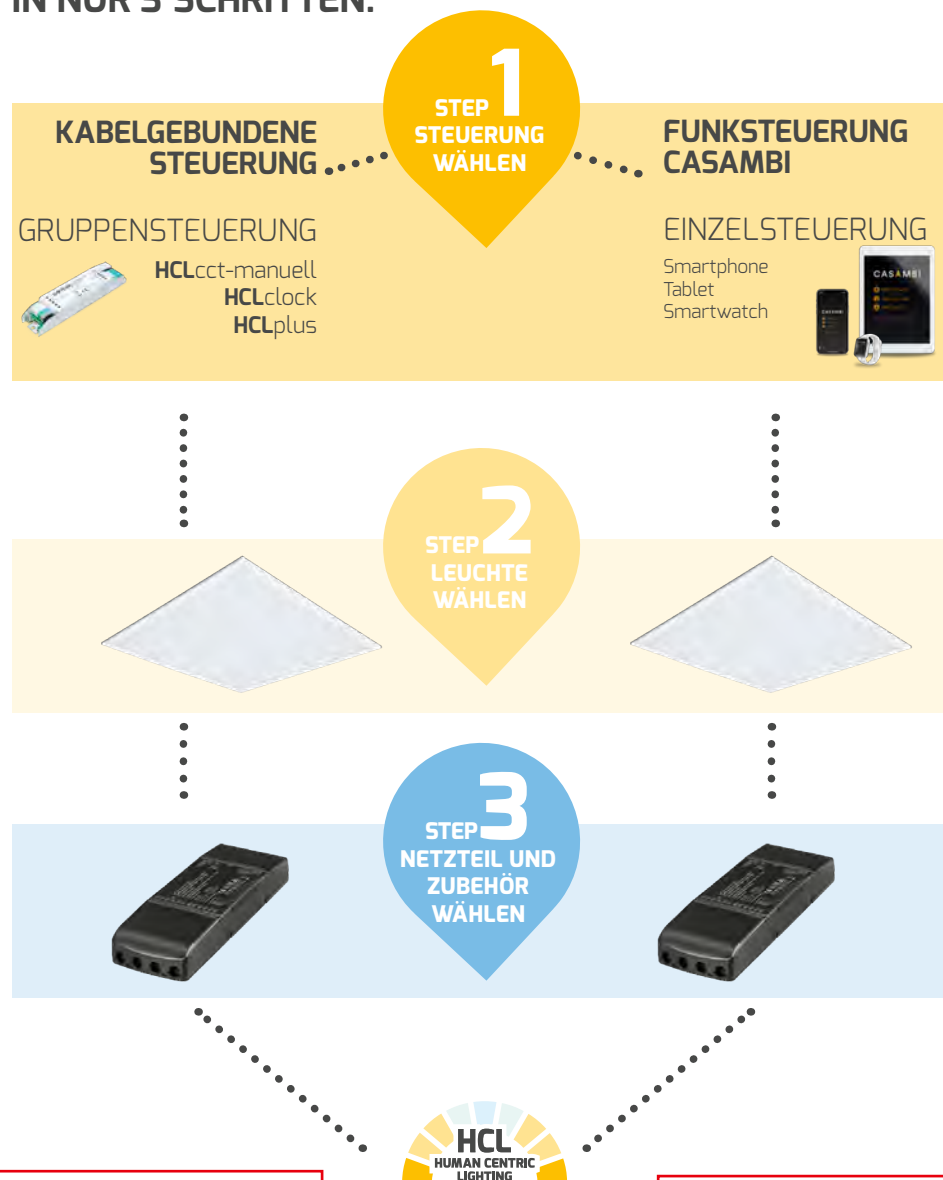 IN NUR 3 SCHRITTEN:
STEP 1
STEUERUNG
WÄHLEN
KABELGEBUNDENE
STEUERUNG
GRUPPENSTEUERUNG
HCLcct-manuell
HCLclock
HCLplus
FUNKSTEUERUNG
CASAMBI
EINZELSTEUERUNG
Smartphone
Tablet
Smartwatch
CASAMBI
CASAMBI
STEP 2
LEUCHTE
WÄHLEN
STEP 3
NETZTEIL UND
ZUBEHÖR
WÄHLEN
HCL
HUMAN CENTRIC
LIGHTING